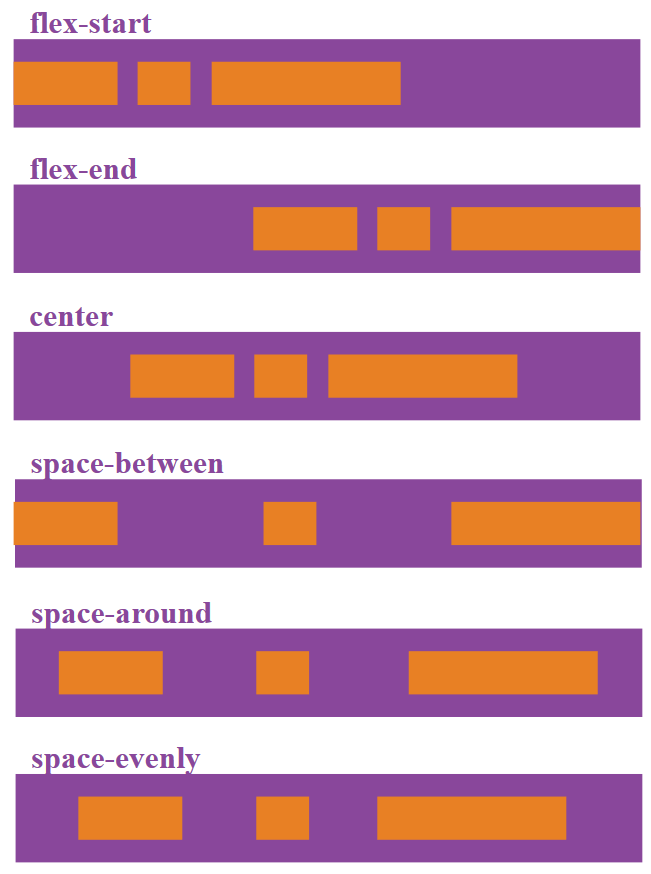 flex-start
flex-end
center
space-between
space-around
space-evenly